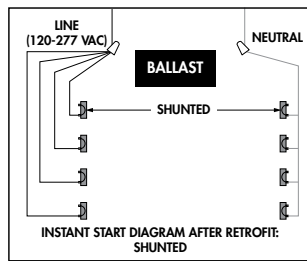 LINE
(120-277 VAC)
NEUTRAL
BALLAST
SHUNTED
INSTANT START DIAGRAM AFTER RETROFIT:
SHUNTED